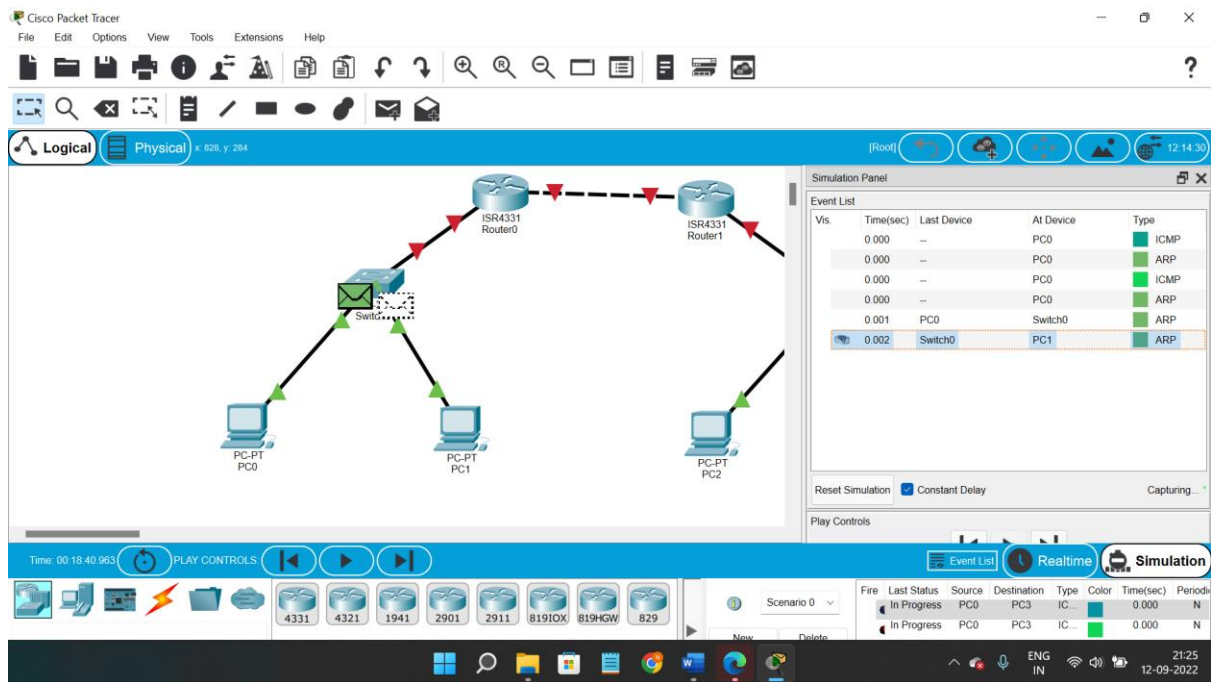 Cisco Packet Tracer
File Edit Options View Tools Extensions Help
?
Logical Physical x: 828, y: 284 [Root] 12:14:30
ISR4331
Router0
ISR4331
Router1
Switc
PC-PT
PC0
PC-PT
PC1
PC-PT
PC2
Simulation Panel
Event List
Vis. Time(sec) Last Device At Device Type
0.000 -- PC0 ICMP
0.000 -- PC0 ARP
0.000 -- PC0 ICMP
0.000 -- PC0 ARP
0.001 PC0 Switch0 ARP
0.002 Switch0 PC1 ARP
Reset Simulation Constant Delay Capturing...
Play Controls
Time: 00:18:40.963 PLAY CONTROLS: Event List Realtime Simulation
4331 4321 1941 2901 2911 819IOX 819HGW 829
Scenario 0
New Delete
Fire Last Status Source Destination Type Color Time(sec) Periodi
In Progress PC0 PC3 IC... 0.000 N
In Progress PC0 PC3 IC... 0.000 N
ENG
IN
21:25
12-09-2022